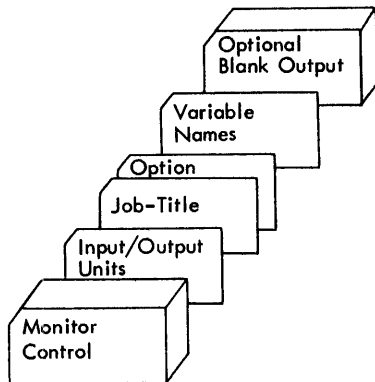 Optional
Blank Output
Variable
Names
Option
Job-Title
Input/Output
Units
Monitor
Control